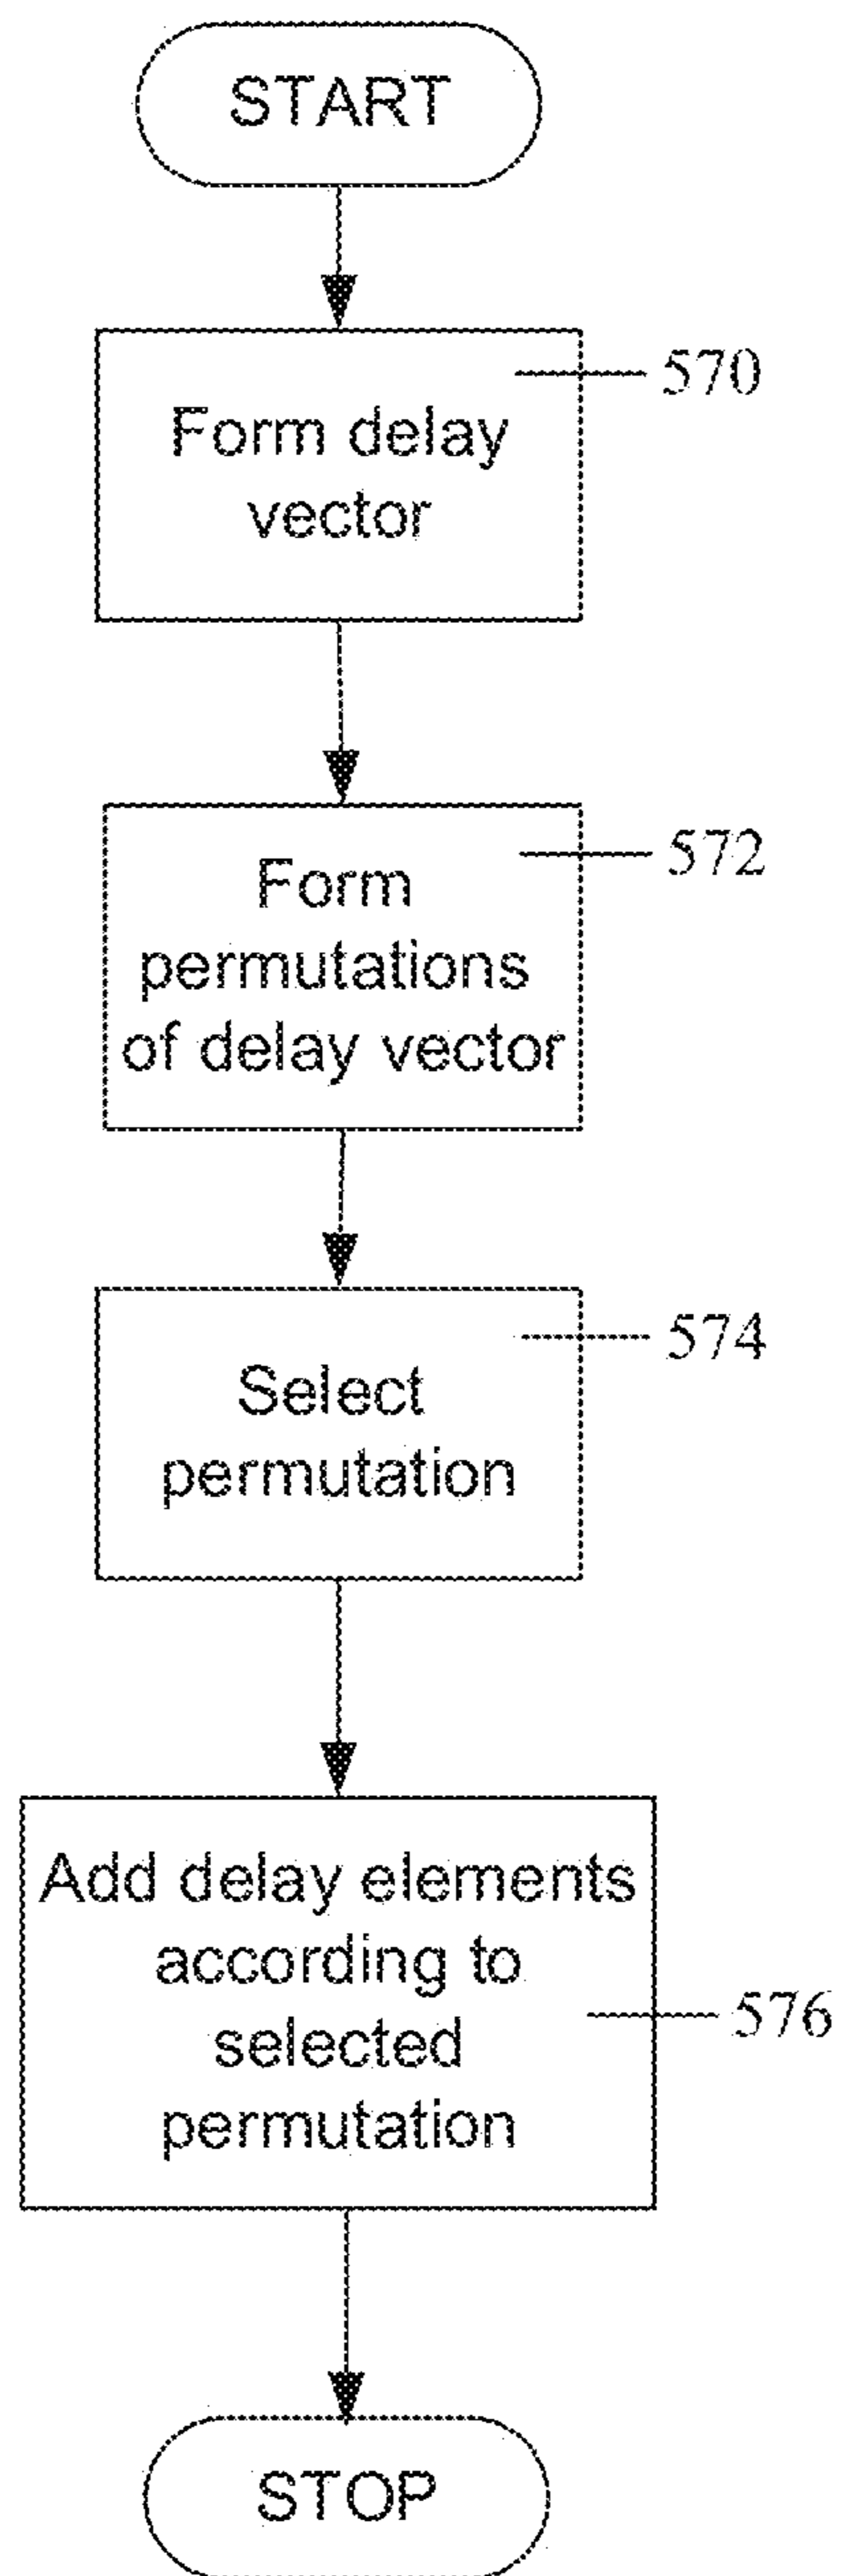 START
570
Form delay
vector
572
Form
permutations
of delay vector
574
Select
permutation
Add delay elements
according to
576
selected
permutation
STOP